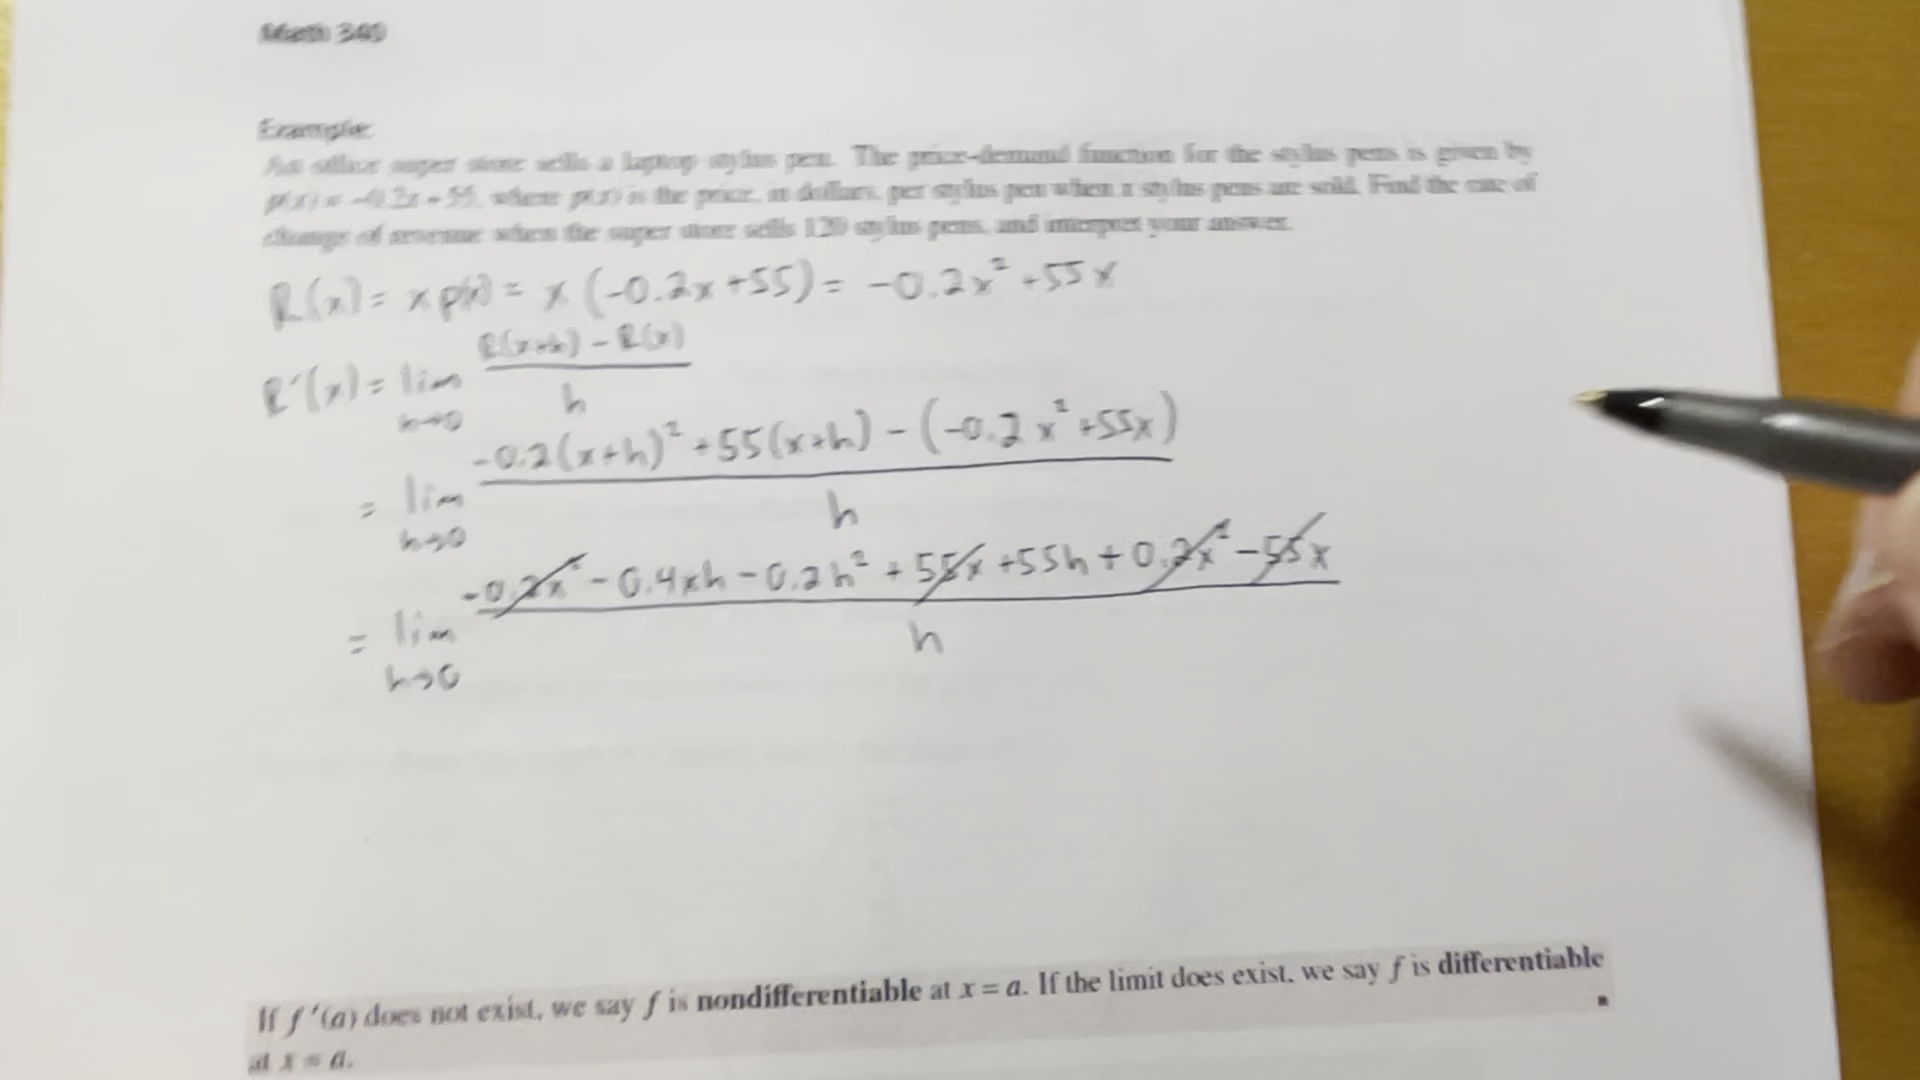 Math 340
Example:
An office super store sells a laptop stylus pen. The price-demand function for the stylus pens is given by
p(x) = -0.2x + 55, where p(x) is the price, in dollars, per stylus pen when x stylus pens are sold. Find the rate of
change of revenue when the super store sells 120 stylus pens, and interpret your answer.
R(x) = x p(x) = x (-0.2x + 55) = -0.2x² + 55x
R'(x) = lim h→0 R(x+h) - R(x) / h
= lim h→0 -0.2(x+h)² + 55(x+h) - (-0.2x² + 55x) / h
= lim h→0 -0.2x² - 0.4xh - 0.2h² + 55x + 55h + 0.2x² - 55x / h
If f '(a) does not exist, we say f is nondifferentiable at x = a. If the limit does exist, we say f is differentiable
at x = a.